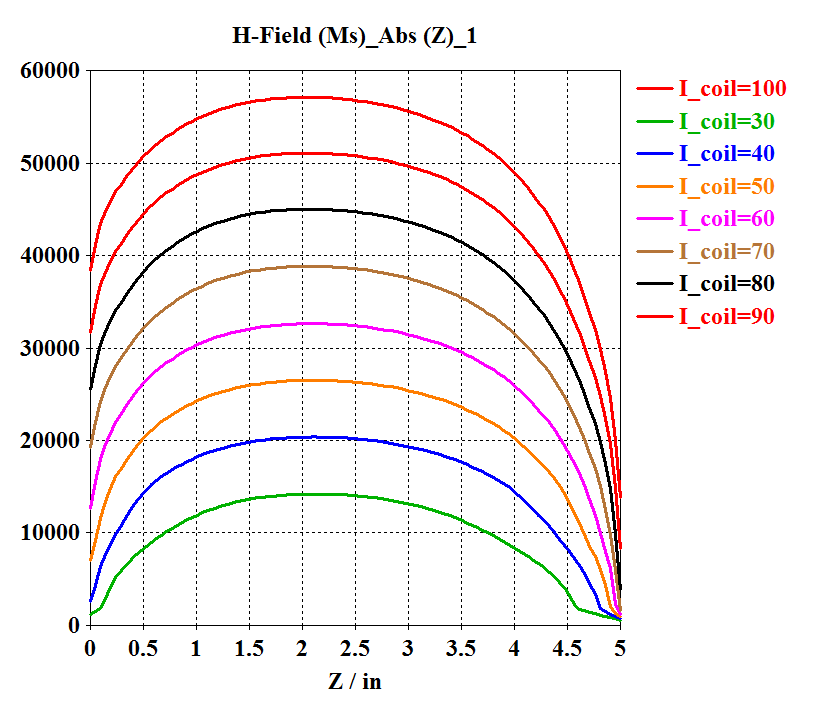 H-Field (Ms)_Abs (Z)_1
60000
50000
40000
30000
20000
10000
0
0 0.5 1 1.5 2 2.5 3 3.5 4 4.5 5
Z / in
I_coil=100
I_coil=30
I_coil=40
I_coil=50
I_coil=60
I_coil=70
I_coil=80
I_coil=90